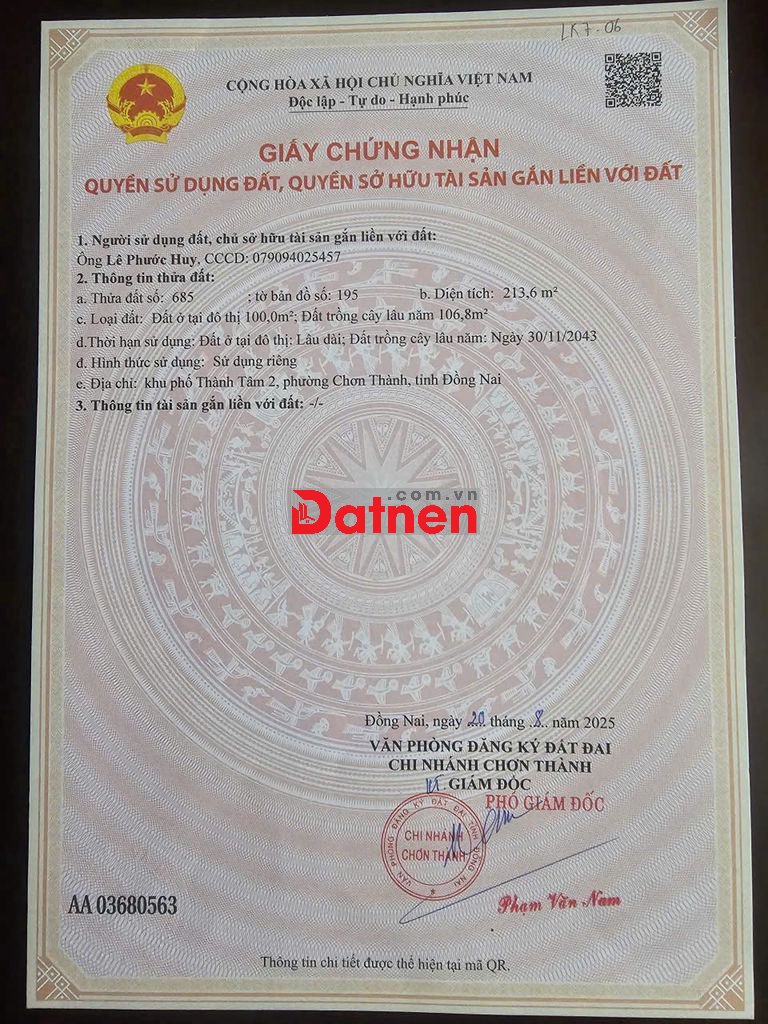 LK7-06
CỘNG HÒA XÃ HỘI CHỦ NGHĨA VIỆT NAM
Độc lập - Tự do - Hạnh phúc
GIẤY CHỨNG NHẬN
QUYỀN SỬ DỤNG ĐẤT, QUYỀN SỞ HỮU TÀI SẢN GẮN LIỀN VỚI ĐẤT
1. Người sử dụng đất, chủ sở hữu tài sản gắn liền với đất:
Ông Lê Phước Huy, CCCD: 079094025457
2. Thông tin thửa đất:
a. Thửa đất số: 685 ; tờ bản đồ số: 195 b. Diện tích: 213,6 m²
c. Loại đất: Đất ở tại đô thị 100,0m²; Đất trồng cây lâu năm 106,8m²
d.Thời hạn sử dụng: Đất ở tại đô thị: Lâu dài; Đất trồng cây lâu năm: Ngày 30/11/2043
đ. Hình thức sử dụng: Sử dụng riêng
e. Địa chỉ: khu phố Thành Tâm 2, phường Chơn Thành, tỉnh Đồng Nai
3. Thông tin tài sản gắn liền với đất: -/-
Datnen.com.vn
Đồng Nai, ngày 20 tháng 8 năm 2025
VĂN PHÒNG ĐĂNG KÝ ĐẤT ĐAI
CHI NHÁNH CHƠN THÀNH
KT. GIÁM ĐỐC
PHÓ GIÁM ĐỐC
VĂN PHÒNG ĐĂNG KÝ ĐẤT ĐAI TỈNH ĐỒNG NAI
CHI NHÁNH
CHƠN THÀNH
Phạm Văn Nam
AA 03680563
Thông tin chi tiết được thể hiện tại mã QR.